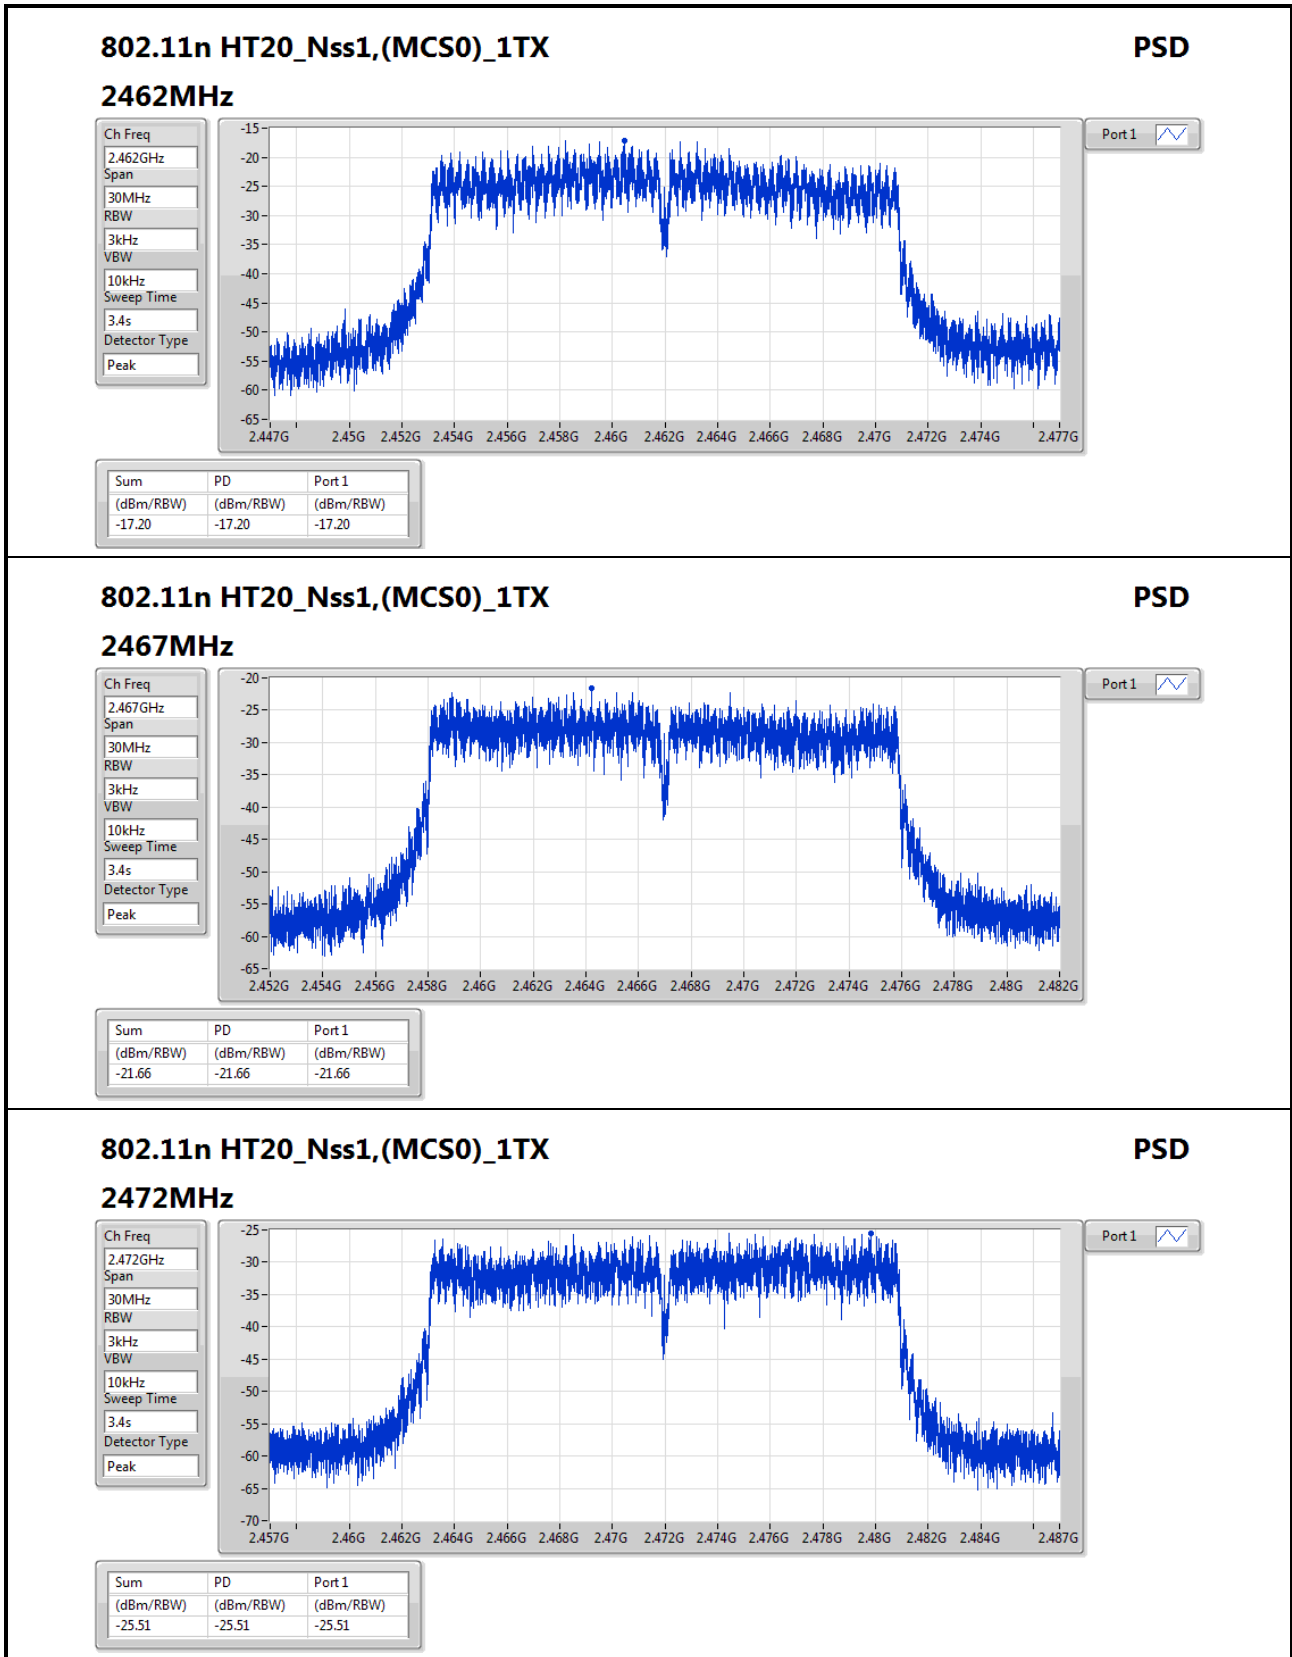 802.11n HT20_Nss1,(MCS0)_1TX PSD
2462MHz
Ch Freq
2.462GHz
Span
30MHz
RBW
3kHz
VBW
10kHz
Sweep Time
3.4s
Detector Type
Peak
-15
-20
-25
-30
-35
-40
-45
-50
-55
-60
-65
2.447G 2.45G 2.452G 2.454G 2.456G 2.458G 2.46G 2.462G 2.464G 2.466G 2.468G 2.47G 2.472G 2.474G 2.477G
Port 1
Sum PD Port 1
(dBm/RBW) (dBm/RBW) (dBm/RBW)
-17.20 -17.20 -17.20
802.11n HT20_Nss1,(MCS0)_1TX PSD
2467MHz
Ch Freq
2.467GHz
Span
30MHz
RBW
3kHz
VBW
10kHz
Sweep Time
3.4s
Detector Type
Peak
-20
-25
-30
-35
-40
-45
-50
-55
-60
-65
2.452G 2.454G 2.456G 2.458G 2.46G 2.462G 2.464G 2.466G 2.468G 2.47G 2.472G 2.474G 2.476G 2.478G 2.48G 2.482G
Port 1
Sum PD Port 1
(dBm/RBW) (dBm/RBW) (dBm/RBW)
-21.66 -21.66 -21.66
802.11n HT20_Nss1,(MCS0)_1TX PSD
2472MHz
Ch Freq
2.472GHz
Span
30MHz
RBW
3kHz
VBW
10kHz
Sweep Time
3.4s
Detector Type
Peak
-25
-30
-35
-40
-45
-50
-55
-60
-65
-70
2.457G 2.46G 2.462G 2.464G 2.466G 2.468G 2.47G 2.472G 2.474G 2.476G 2.478G 2.48G 2.482G 2.484G 2.487G
Port 1
Sum PD Port 1
(dBm/RBW) (dBm/RBW) (dBm/RBW)
-25.51 -25.51 -25.51